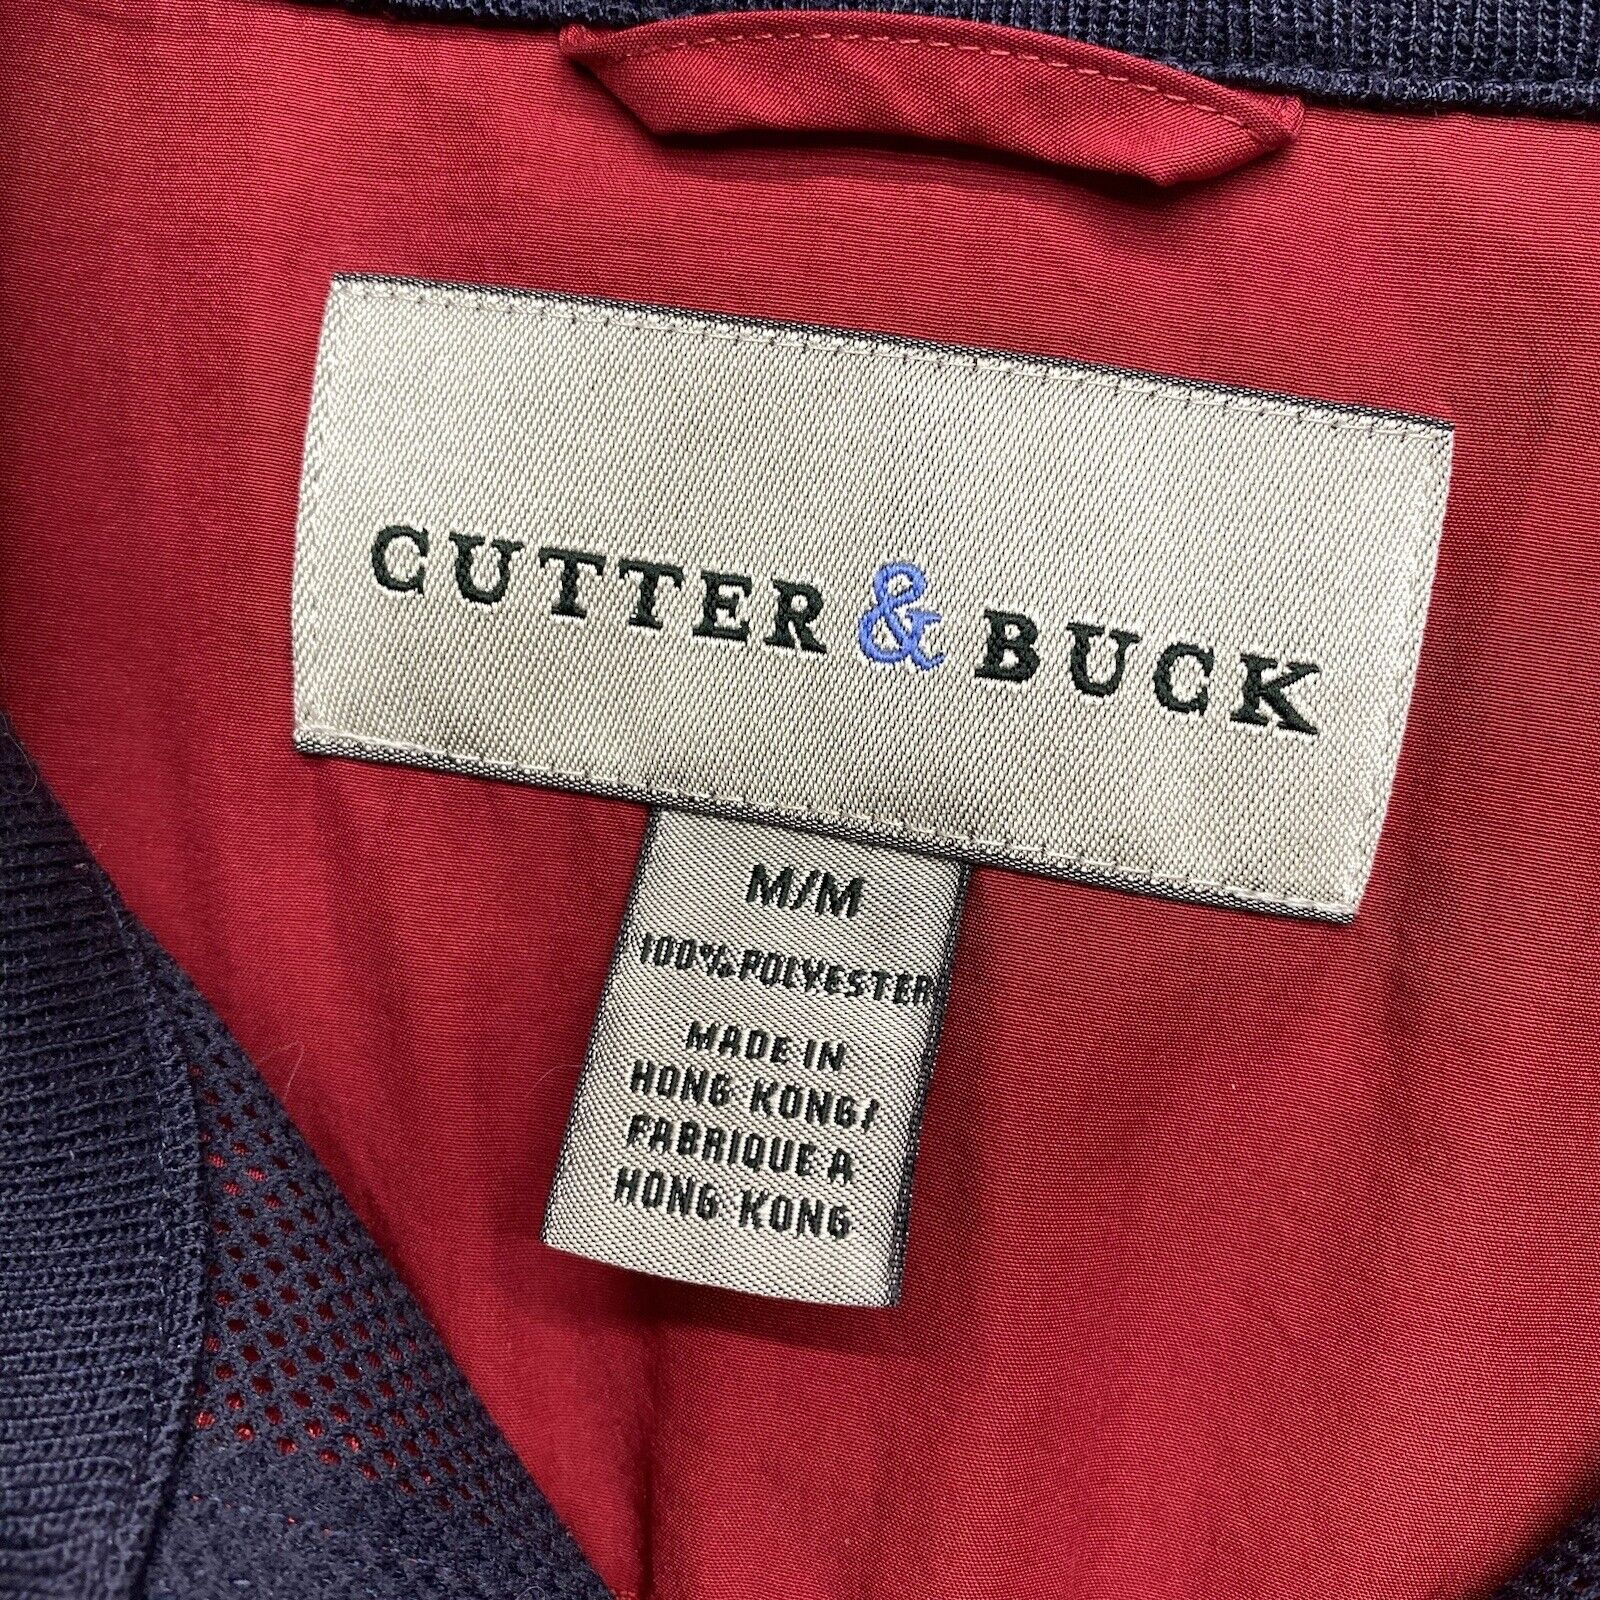 CUTTER & BUCK
M/M
100% POLYESTER
MADE IN
HONG KONG/
FABRIQUE A
HONG KONG